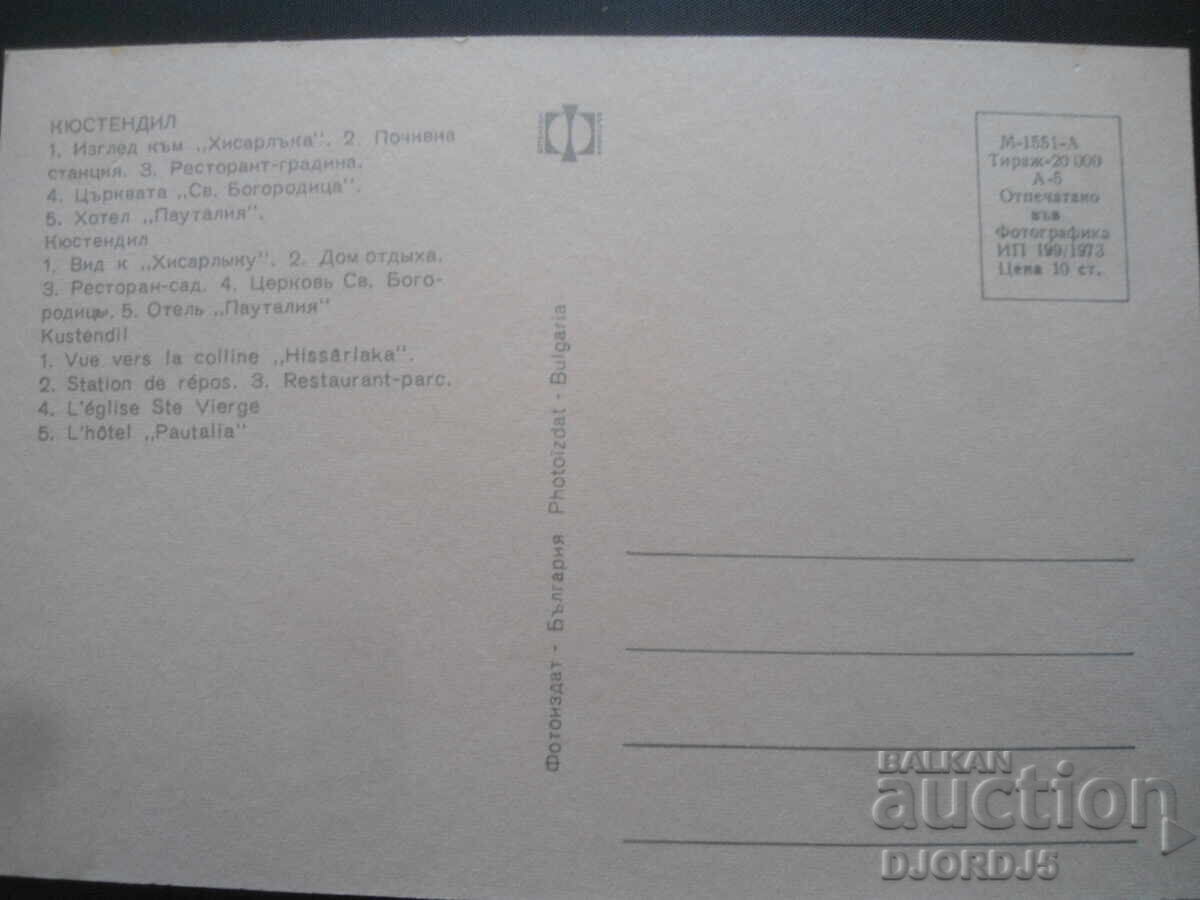 КЮСТЕНДИЛ
1. Изглед към „Хисарлъка". 2. Почивна
станция. 3. Ресторант-градина.
4. Църквата „Св. Богородица".
5. Хотел „Пауталия".
Кюстендил
1. Вид к „Хисарлыку". 2. Дом отдыха.
3. Ресторан-сад. 4. Церковь Св. Бого-
родицы. 5. Отель „Пауталия"
Kustendil
1. Vue vers la colline „Hissârlaka".
2. Station de répos. 3. Restaurant-parc.
4. L'église Ste Vierge
5. L'hôtel „Pautalia"
Фотоиздат - България Photoizdat - Bulgaria
М-1551-А
Тираж-20 000
А-5
Отпечатано
във
Фотографика
ИП 199/1973
Цена 10 ст.
BALKAN
auction
DJORDJ5